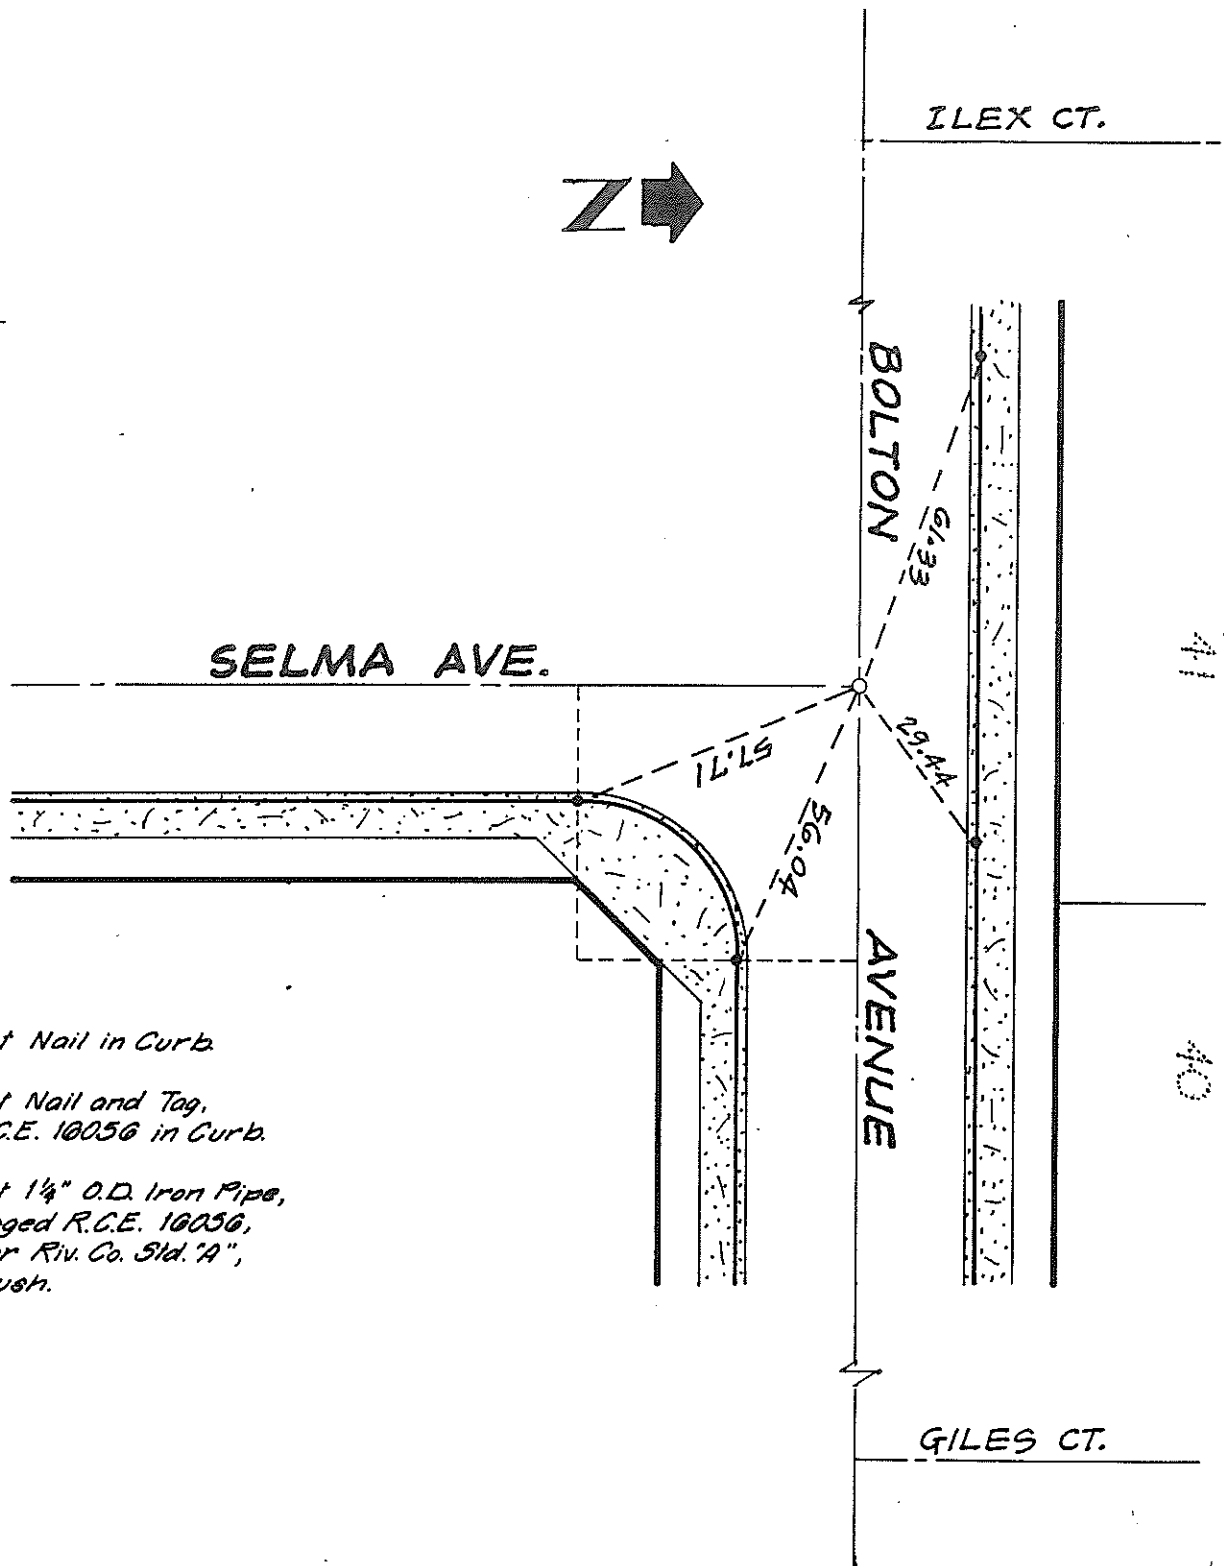 ILEX CT.
N
BOLTON
61.33
SELMA AVE.
41
29.44
57.71
56.04
AVENUE
40
t Nail in Curb.
t Nail and Tag,
C.E. 16056 in Curb.
t 1¼" O.D. Iron Pipe,
ged R.C.E. 16056,
r Riv. Co. Std. "A",
ush.
GILES CT.